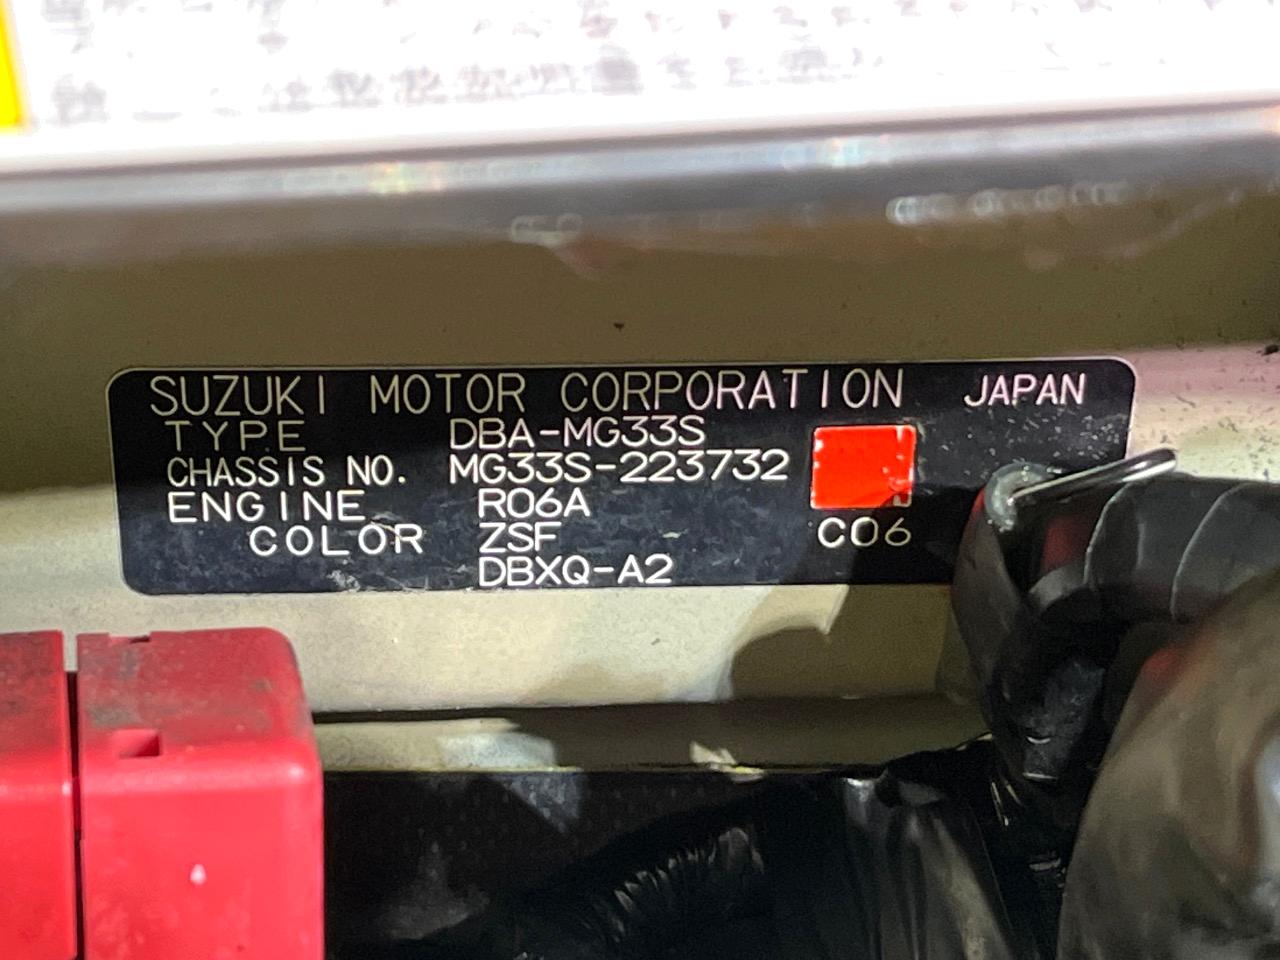 SUZUKI MOTOR CORPORATION JAPAN
TYPE DBA-MG33S
CHASSIS NO. MG33S-223732
ENGINE R06A
COLOR ZSF C06
DBXQ-A2